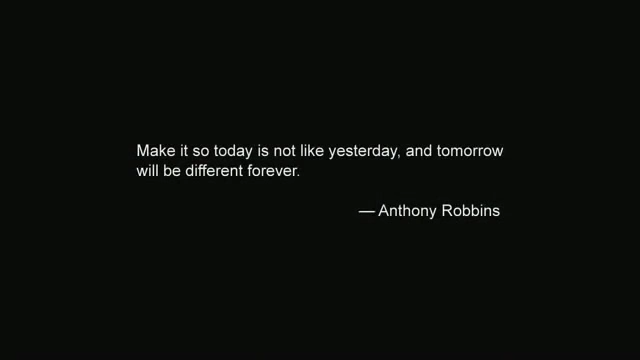 Make it so today is not like yesterday, and tomorrow
will be different forever.
— Anthony Robbins